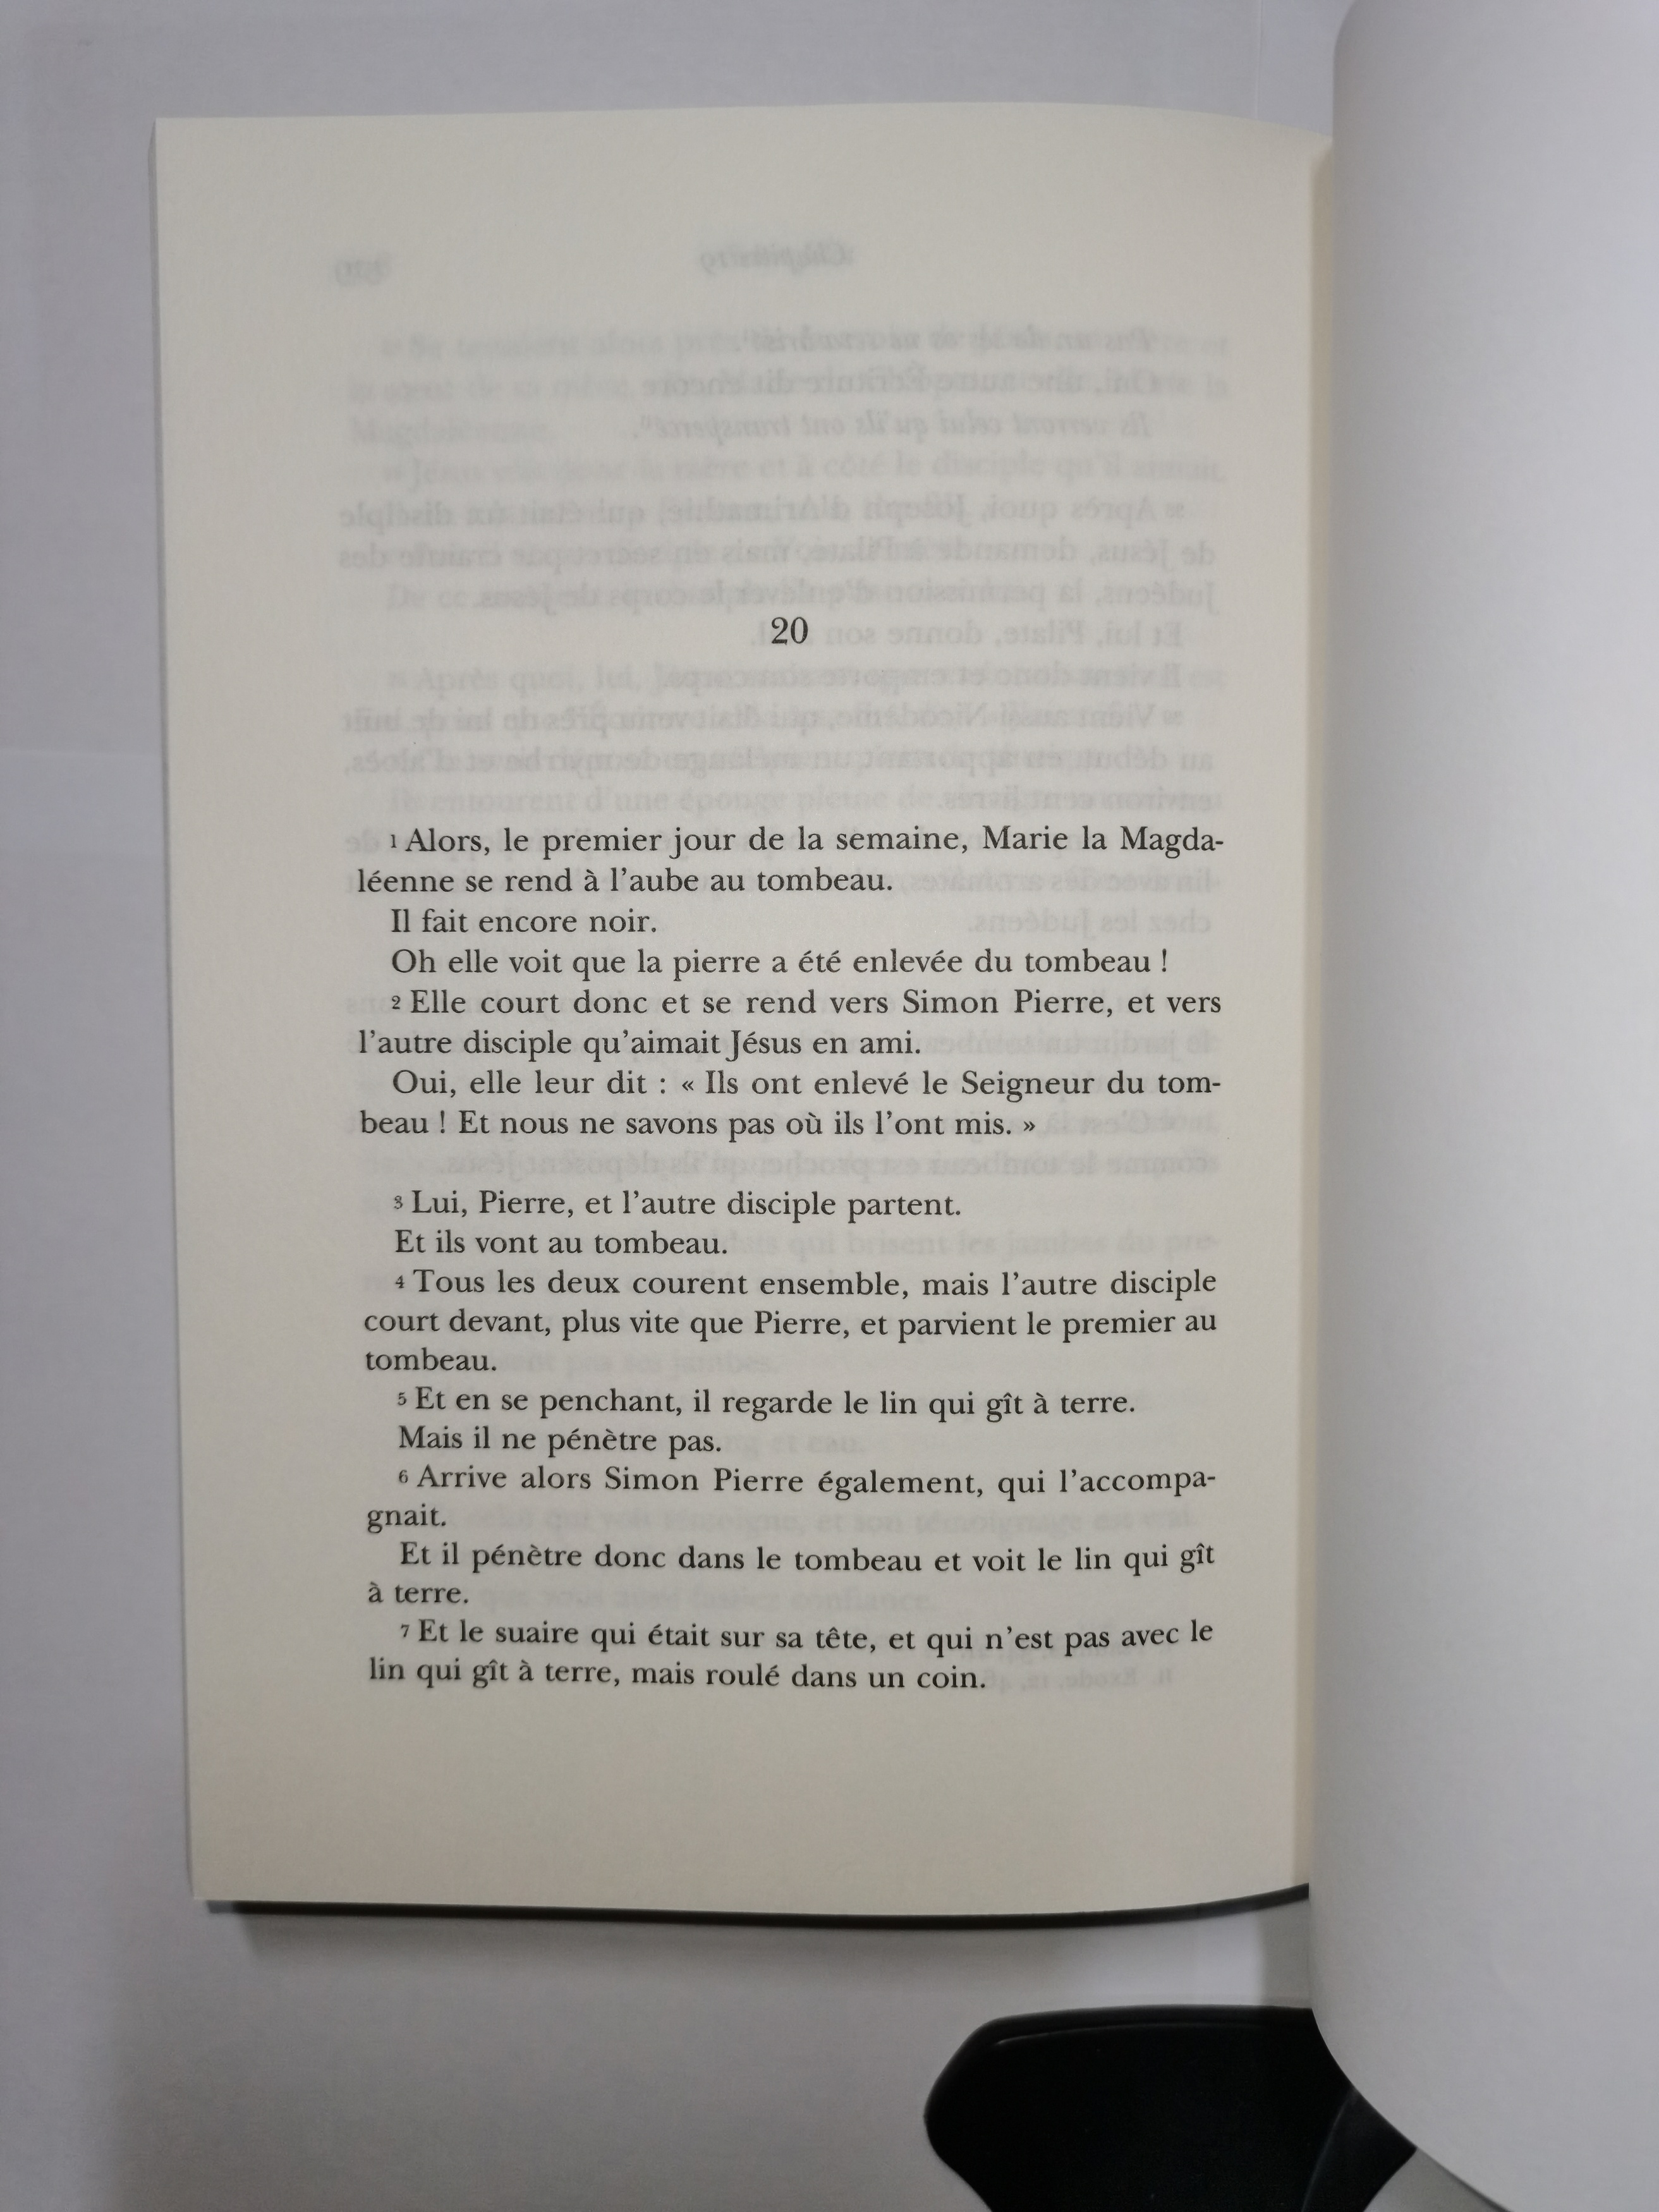 20
1 Alors, le premier jour de la semaine, Marie la Magda-
léenne se rend à l’aube au tombeau.
Il fait encore noir.
Oh elle voit que la pierre a été enlevée du tombeau !
2 Elle court donc et se rend vers Simon Pierre, et vers
l’autre disciple qu’aimait Jésus en ami.
Oui, elle leur dit : « Ils ont enlevé le Seigneur du tom-
beau ! Et nous ne savons pas où ils l’ont mis. »
3 Lui, Pierre, et l’autre disciple partent.
Et ils vont au tombeau.
4 Tous les deux courent ensemble, mais l’autre disciple
court devant, plus vite que Pierre, et parvient le premier au
tombeau.
5 Et en se penchant, il regarde le lin qui gît à terre.
Mais il ne pénètre pas.
6 Arrive alors Simon Pierre également, qui l’accompa-
gnait.
Et il pénètre donc dans le tombeau et voit le lin qui gît
à terre.
7 Et le suaire qui était sur sa tête, et qui n’est pas avec le
lin qui gît à terre, mais roulé dans un coin.